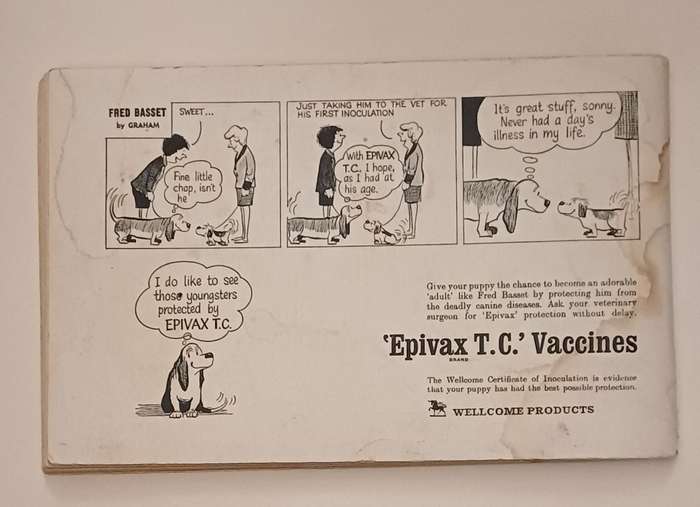 FRED BASSET
by GRAHAM
SWEET...
Fine little
chap, isn't
he
JUST TAKING HIM TO THE VET FOR
HIS FIRST INOCULATION
With EPIVAX
T.C. I hope,
as I had at
his age.
It's great stuff, sonny.
Never had a day's
illness in my life.
I do like to see
those youngsters
protected by
EPIVAX T.C.
Give your puppy the chance to become an adorable
'adult' like Fred Basset by protecting him from
the deadly canine diseases. Ask your veterinary
surgeon for 'Epivax' protection without delay.
'Epivax T.C.' Vaccines
BRAND
The Wellcome Certificate of Inoculation is evidence
that your puppy has had the best possible protection.
WELLCOME PRODUCTS